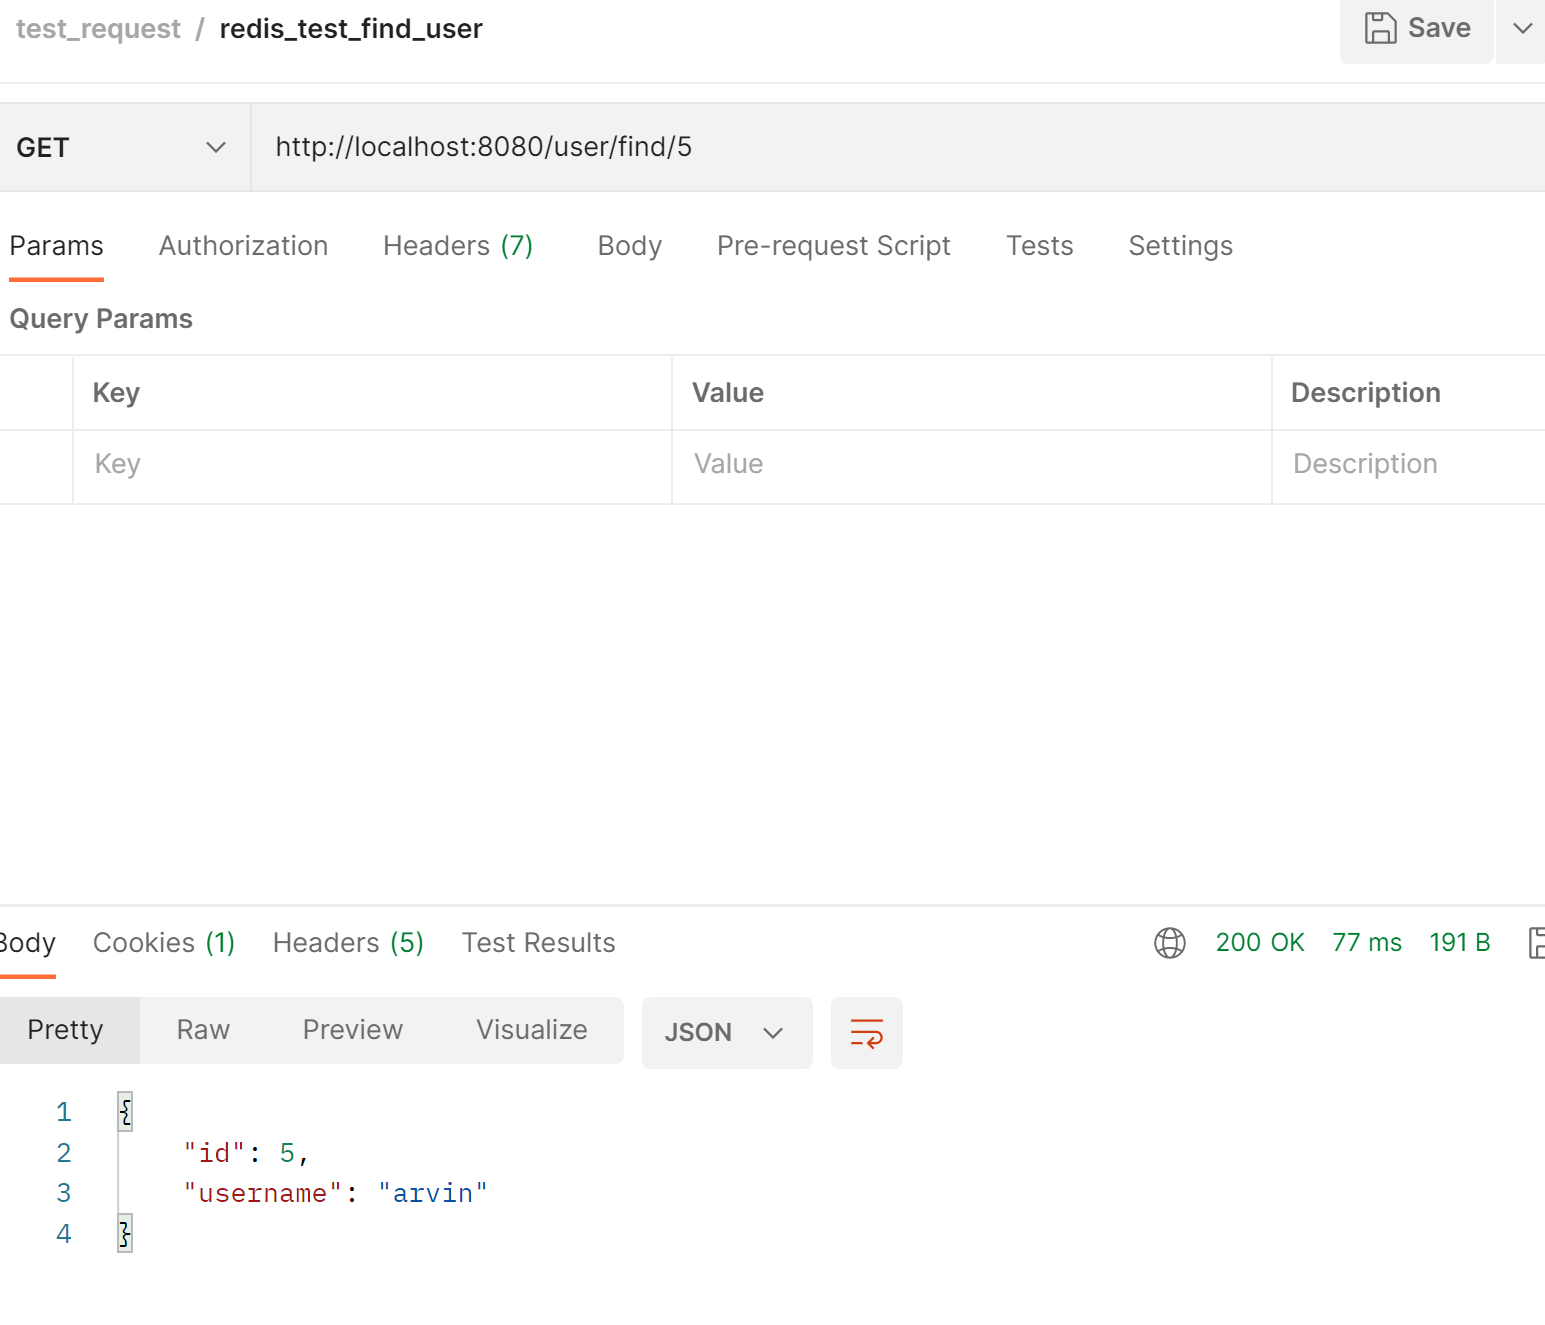 test_request / redis_test_find_user
Save
GET
http://localhost:8080/user/find/5
Params Authorization Headers (7) Body Pre-request Script Tests Settings
Query Params
Key Value Description
Key Value Description
Body Cookies (1) Headers (5) Test Results 200 OK 77 ms 191 B
Pretty Raw Preview Visualize JSON
1 {
2 "id": 5,
3 "username": "arvin"
4 }